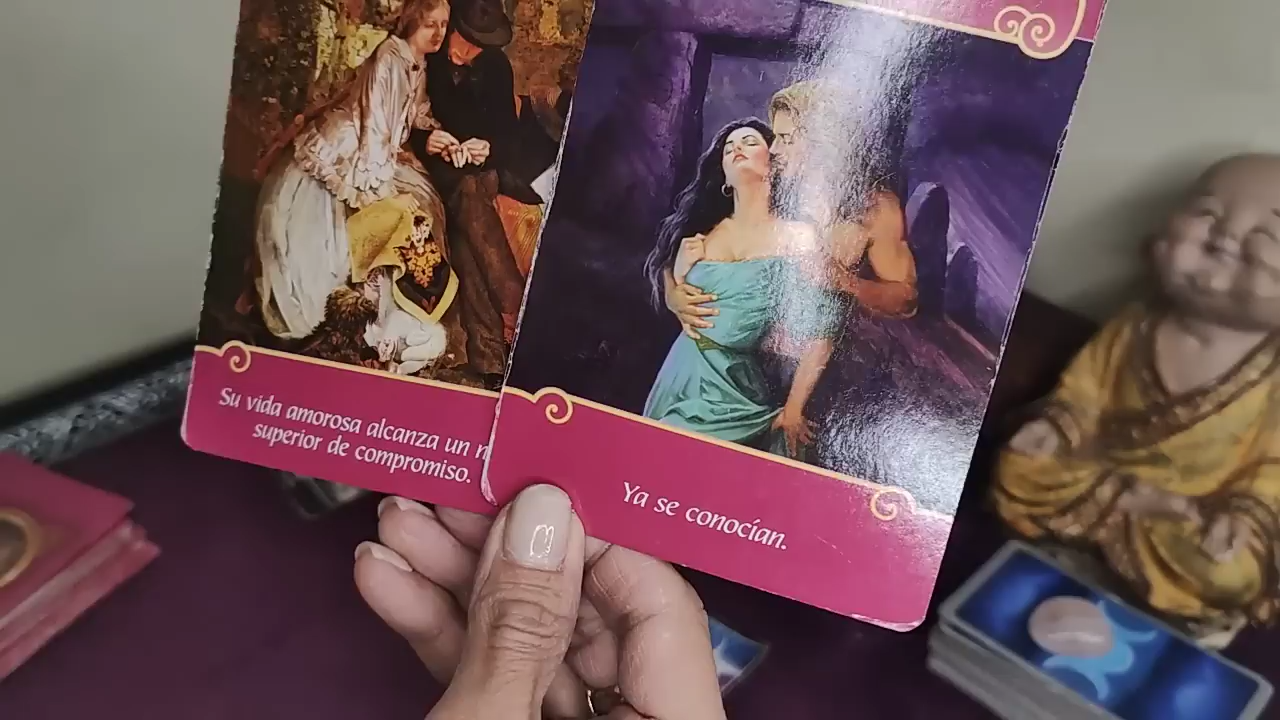 Su vida amorosa alcanza un
superior de compromiso.
Ya se conocían.